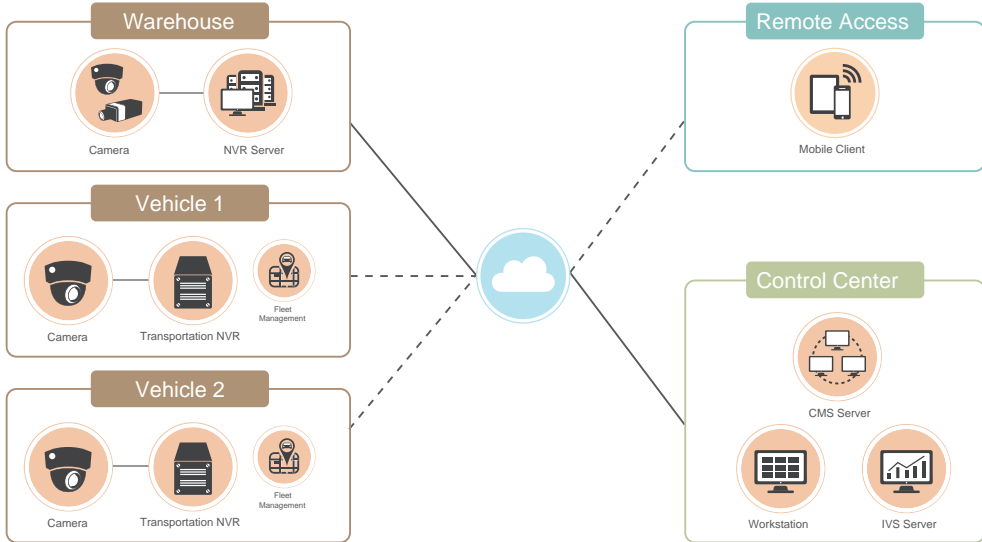 Warehouse
Camera
NVR Server
Vehicle 1
Camera
Transportation NVR
Fleet
Management
Vehicle 2
Camera
Transportation NVR
Fleet
Management
Remote Access
Mobile Client
Control Center
CMS Server
Workstation
IVS Server